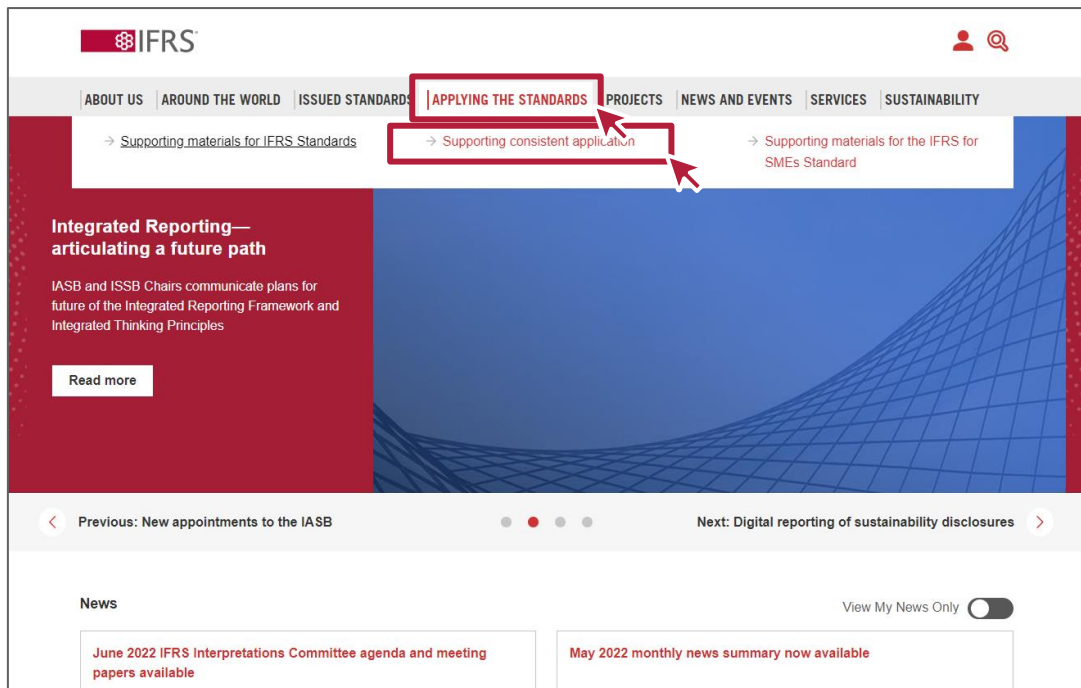 IFRS
ABOUT US AROUND THE WORLD ISSUED STANDARDS APPLYING THE STANDARDS PROJECTS NEWS AND EVENTS SERVICES SUSTAINABILITY
→ Supporting materials for IFRS Standards
→ Supporting consistent application
→ Supporting materials for the IFRS for
SMEs Standard
Integrated Reporting—
articulating a future path
IASB and ISSB Chairs communicate plans for
future of the Integrated Reporting Framework and
Integrated Thinking Principles
Read more
Previous: New appointments to the IASB
Next: Digital reporting of sustainability disclosures
News
View My News Only
June 2022 IFRS Interpretations Committee agenda and meeting
papers available
May 2022 monthly news summary now available